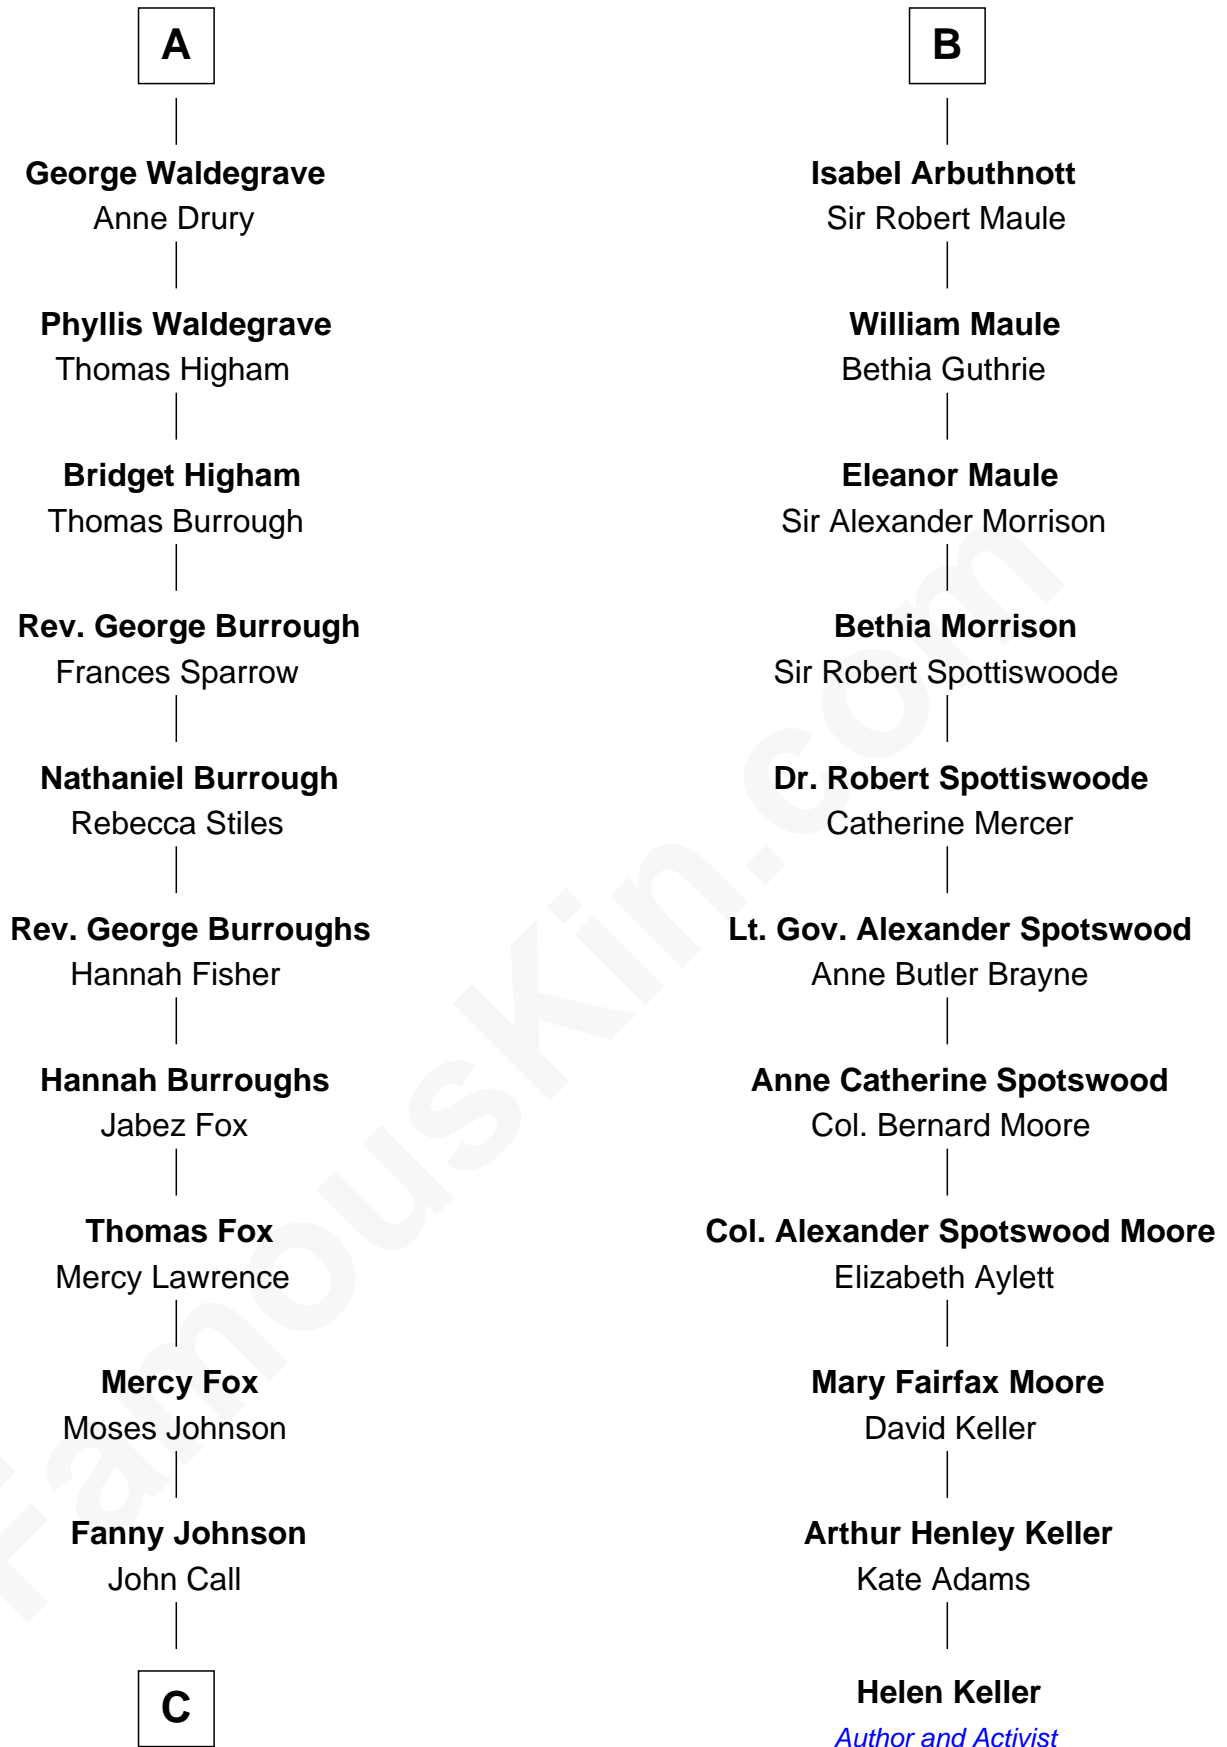 A
George Waldegrave
Anne Drury
Phyllis Waldegrave
Thomas Higham
Bridget Higham
Thomas Burrough
Rev. George Burrough
Frances Sparrow
Nathaniel Burrough
Rebecca Stiles
Rev. George Burroughs
Hannah Fisher
Hannah Burroughs
Jabez Fox
Thomas Fox
Mercy Lawrence
Mercy Fox
Moses Johnson
Fanny Johnson
John Call
C
B
Isabel Arbuthnott
Sir Robert Maule
William Maule
Bethia Guthrie
Eleanor Maule
Sir Alexander Morrison
Bethia Morrison
Sir Robert Spottiswoode
Dr. Robert Spottiswoode
Catherine Mercer
Lt. Gov. Alexander Spotswood
Anne Butler Brayne
Anne Catherine Spotswood
Col. Bernard Moore
Col. Alexander Spotswood Moore
Elizabeth Aylett
Mary Fairfax Moore
David Keller
Arthur Henley Keller
Kate Adams
Helen Keller
Author and Activist
FamousKin.com